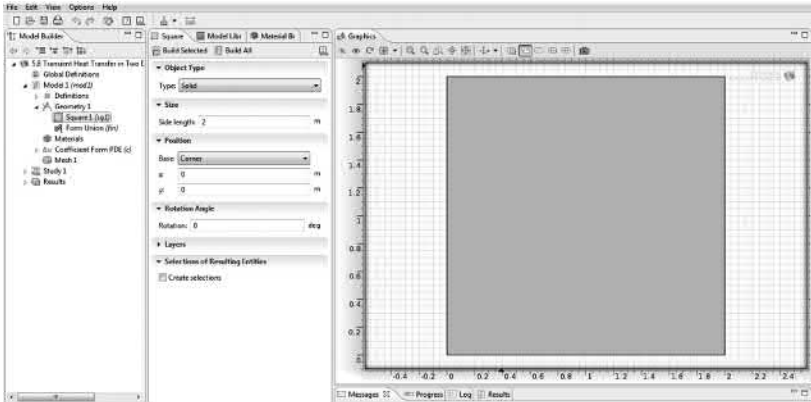 File Edit View Options Help
Model Builder
5.8 Transient Heat Transfer in Two D
Global Definitions
Model 1 (mod1)
Definitions
Geometry 1
Square 1 (sq1)
Form Union (fin)
Materials
Coefficient Form PDE (c)
Mesh 1
Study 1
Results
Square Model Libr Material Br
Build Selected Build All
Object Type
Type: Solid
Size
Side length: 2 m
Position
Base: Corner
x: 0 m
y: 0 m
Rotation Angle
Rotation: 0 deg
Layers
Selections of Resulting Entities
Create selections
Graphics
2
1.8
1.6
1.4
1.2
1
0.8
0.6
0.4
0.2
0
-0.4 -0.2 0 0.2 0.4 0.6 0.8 1 1.2 1.4 1.6 1.8 2 2.2 2.4
Messages Progress Log Results